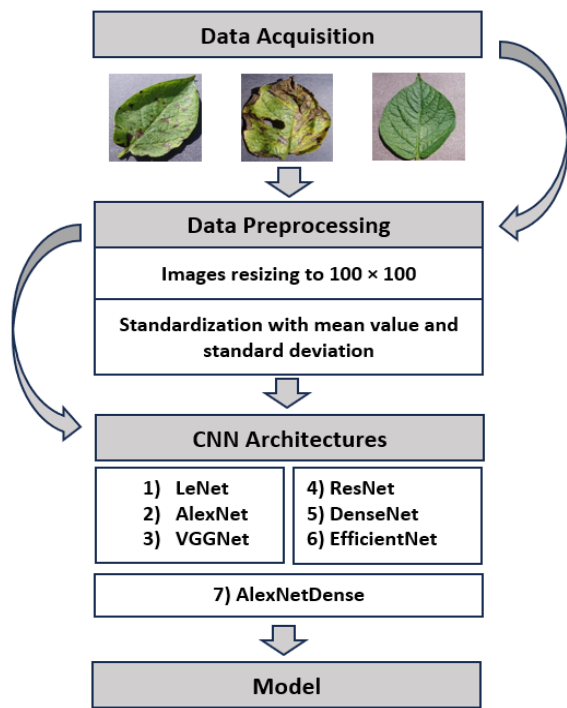 Data Acquisition
Data Preprocessing
Images resizing to 100 × 100
Standardization with mean value and
standard deviation
CNN Architectures
1) LeNet
2) AlexNet
3) VGGNet
4) ResNet
5) DenseNet
6) EfficientNet
7) AlexNetDense
Model